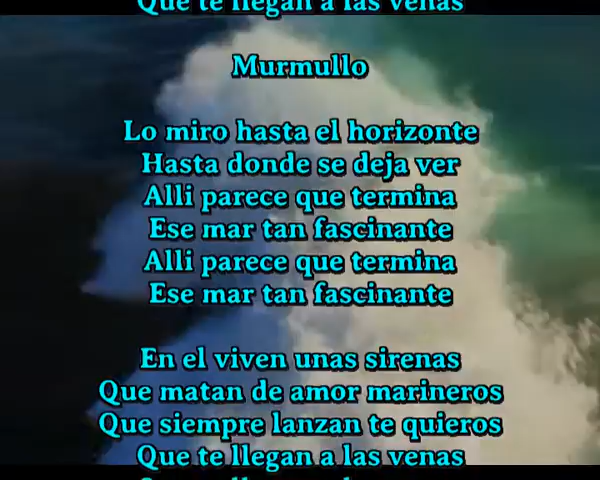 Que te llegan a las venas
Murmullo
Lo miro hasta el horizonte
Hasta donde se deja ver
Alli parece que termina
Ese mar tan fascinante
Alli parece que termina
Ese mar tan fascinante
En el viven unas sirenas
Que matan de amor marineros
Que siempre lanzan te quieros
Que te llegan a las venas